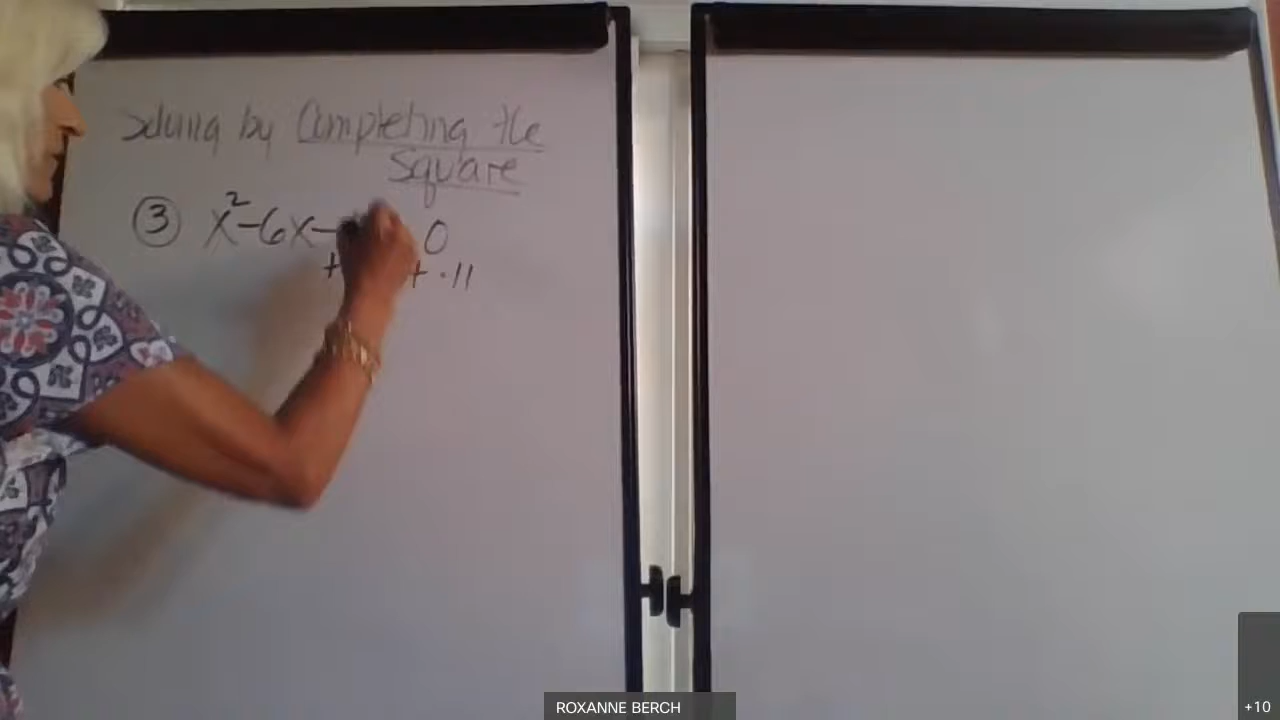 Solving by Completing the
Square
③ x²-6x- 0
+ + 11
ROXANNE BERCH
+10